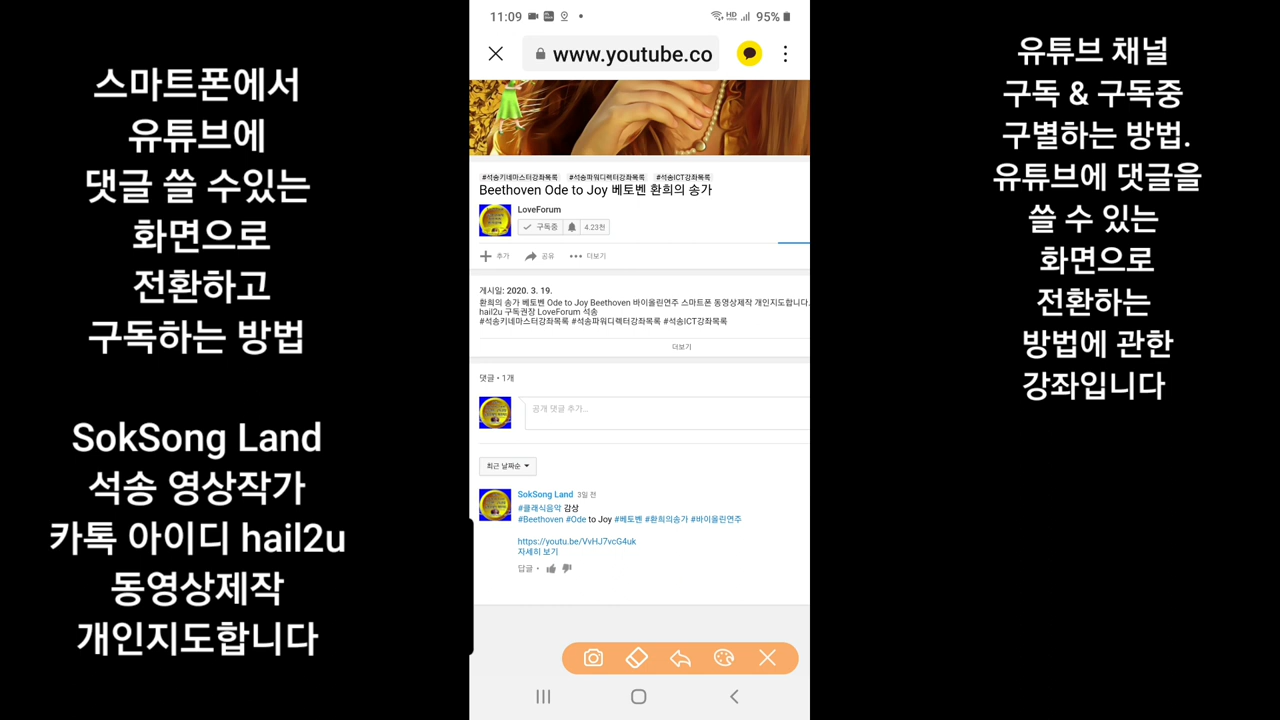 스마트폰에서
유튜브에
댓글 쓸 수있는
화면으로
전환하고
구독하는 방법
SokSong Land
석송 영상작가
카톡 아이디 hail2u
동영상제작
개인지도합니다
11:09
HD
95%
www.youtube.co
#석송키네마스터강좌목록 #석송파워디렉터강좌목록 #석송ICT강좌목록
Beethoven Ode to Joy 베토벤 환희의 송가
LoveForum
구독중 4.23천
추가 공유 더보기
게시일: 2020. 3. 19.
환희의 송가 베토벤 Ode to Joy Beethoven 바이올린연주 스마트폰 동영상제작 개인지도합니다.
hail2u 구독권장 LoveForum 석송
#석송키네마스터강좌목록 #석송파워디렉터강좌목록 #석송ICT강좌목록
더보기
댓글 • 1개
공개 댓글 추가...
최근 날짜순
SokSong Land 3일 전
#클래식음악 감상
#Beethoven #Ode to Joy #베토벤 #환희의송가 #바이올린연주
https://youtu.be/VvHJ7vcG4uk
자세히 보기
답글 •
유튜브 채널
구독 & 구독중
구별하는 방법.
유튜브에 댓글을
쓸 수 있는
화면으로
전환하는
방법에 관한
강좌입니다